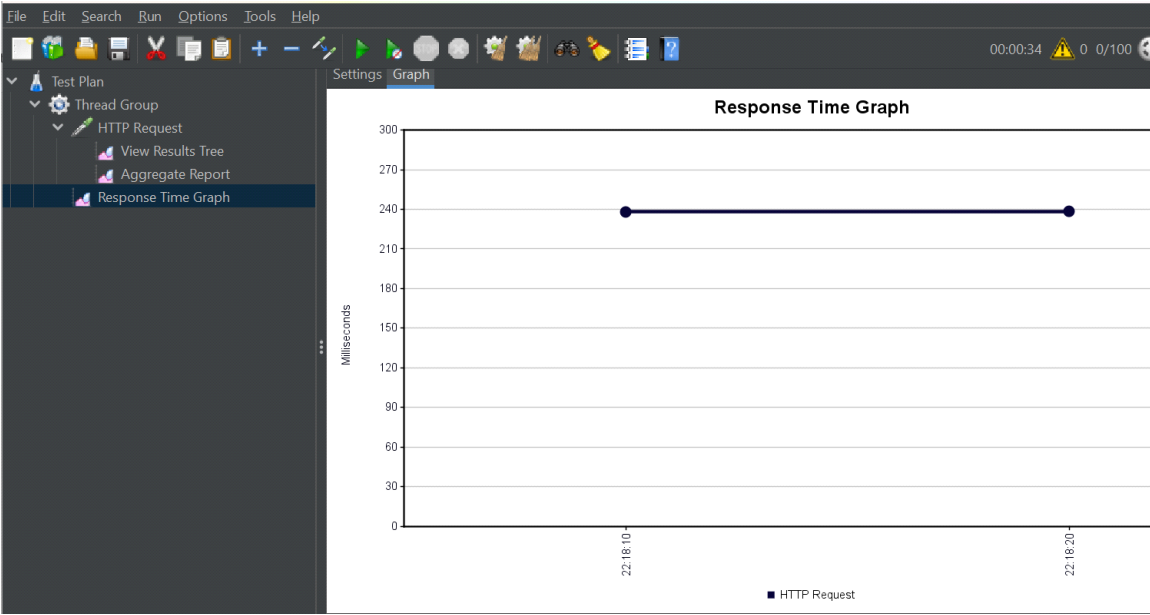 File Edit Search Run Options Tools Help
STOP
00:00:34 0 0/100
Test Plan
Thread Group
HTTP Request
View Results Tree
Aggregate Report
Response Time Graph
Settings Graph
Response Time Graph
300
270
240
210
180
150
120
90
60
30
0
Milliseconds
22:18:10
22:18:20
HTTP Request